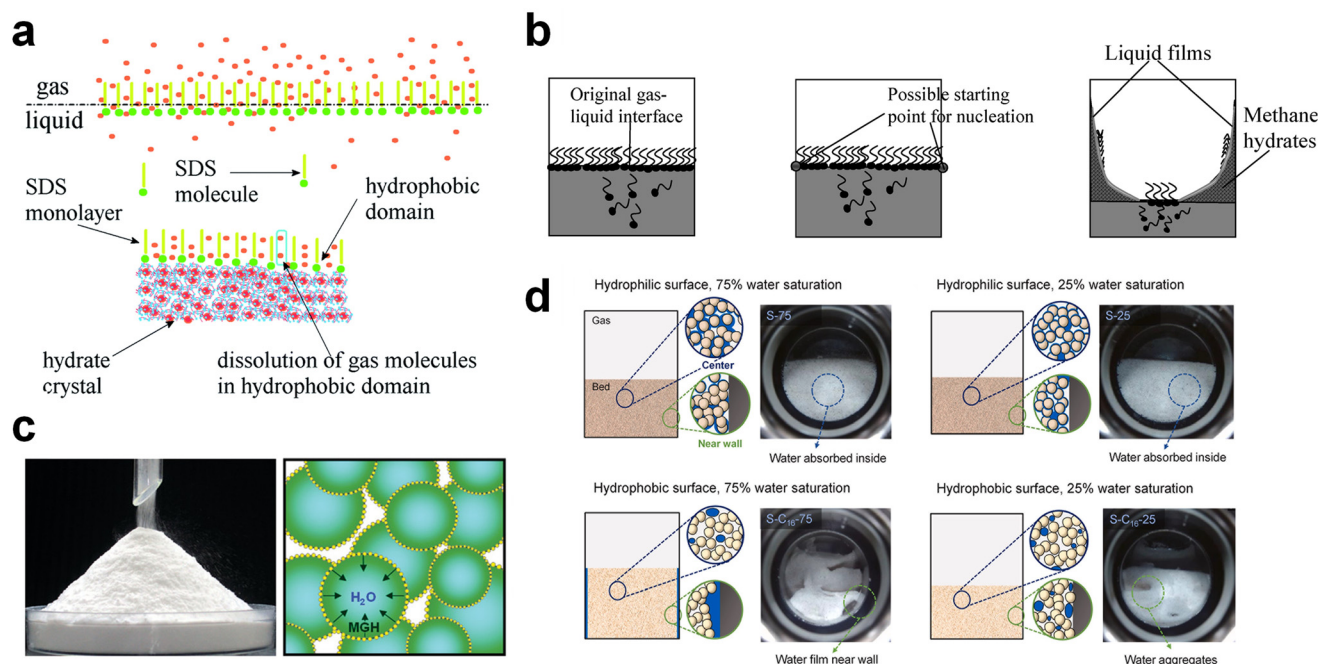 a
gas
liquid
SDS
monolayer
SDS
molecule
hydrophobic
domain
hydrate
crystal
dissolution of gas molecules
in hydrophobic domain
b
Original gas-
liquid interface
Possible starting
point for nucleation
Liquid films
Methane
hydrates
c
H₂O
MGH
d
Hydrophilic surface, 75% water saturation
Gas
Bed
Center
Near wall
S-75
Water absorbed inside
Hydrophilic surface, 25% water saturation
S-25
Water absorbed inside
Hydrophobic surface, 75% water saturation
S-C₁₆-75
Water film near wall
Hydrophobic surface, 25% water saturation
S-C₁₆-25
Water aggregates